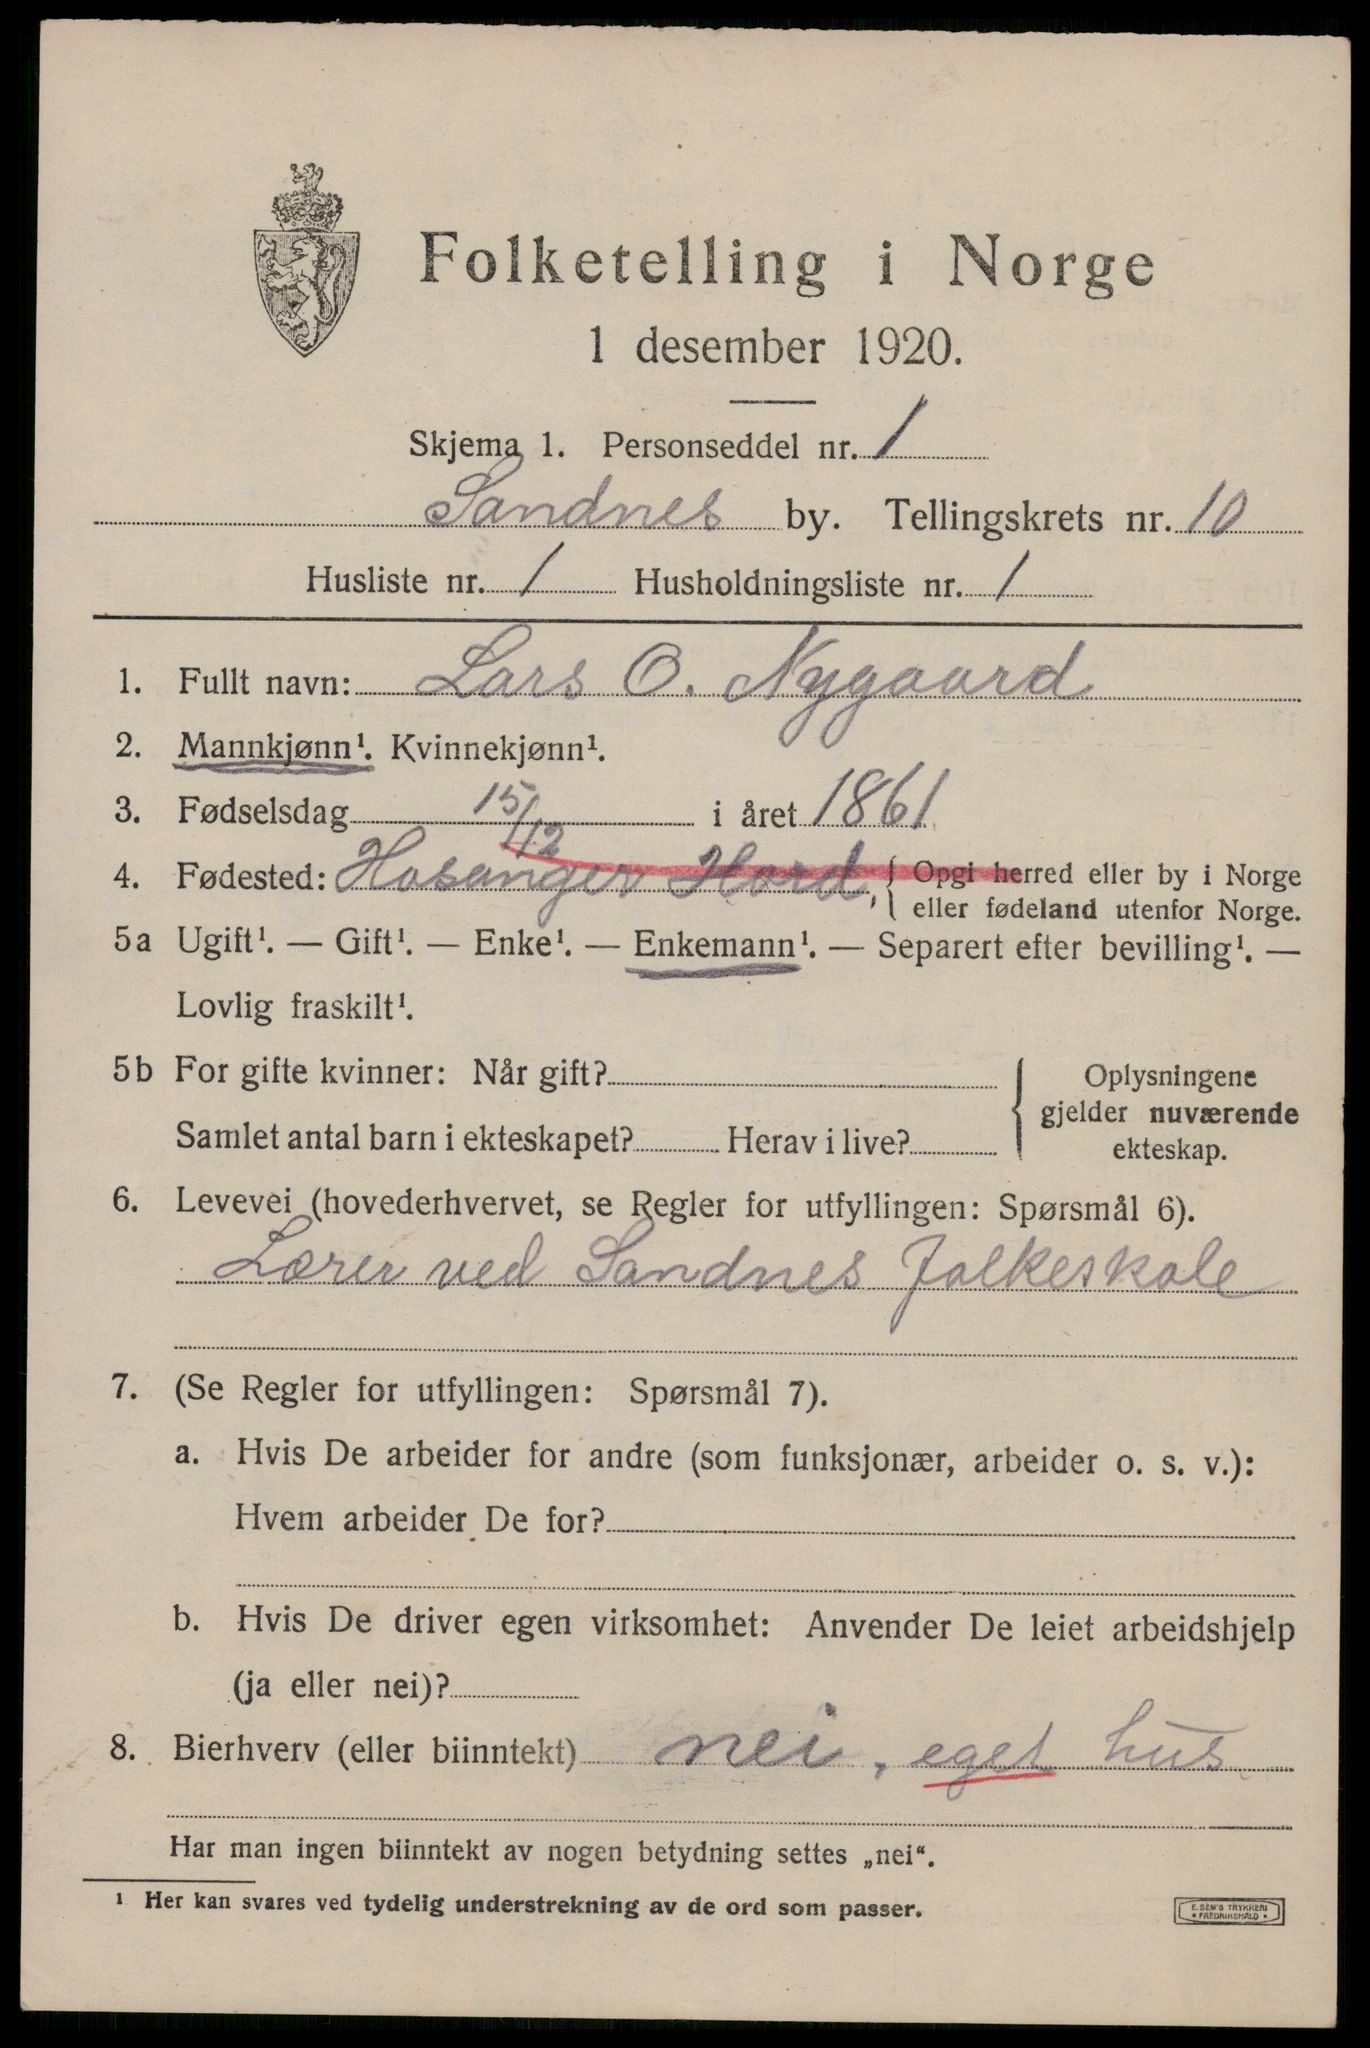 Folketelling i Norge
1 desember 1920.
Skjema 1. Personseddel nr. 1
Sandnes by. Tellingskrets nr. 10
Husliste nr. 1 Husholdningsliste nr. 1
1. Fullt navn: Lars O. Nygaard
2. Mannkjønn¹. Kvinnekjønn¹.
3. Fødselsdag 15/12 i året 1861
4. Fødested: Hosanger Hord, { Opgi herred eller by i Norge
eller fødeland utenfor Norge.
5a Ugift¹. — Gift¹. — Enke¹. — Enkemann¹. — Separert efter bevilling¹. —
Lovlig fraskilt¹.
5b For gifte kvinner: Når gift?
Samlet antal barn i ekteskapet? Herav i live?
Oplysningene
gjelder nuværende
ekteskap.
6. Levevei (hovederhvervet, se Regler for utfyllingen: Spørsmål 6).
Lærer ved Sandnes Folkeskole
7. (Se Regler for utfyllingen: Spørsmål 7).
a. Hvis De arbeider for andre (som funksjonær, arbeider o. s. v.):
Hvem arbeider De for?
b. Hvis De driver egen virksomhet: Anvender De leiet arbeidshjelp
(ja eller nei)?
8. Bierhverv (eller biinntekt) nei, eget hus
Har man ingen biinntekt av nogen betydning settes „nei“.
¹ Her kan svares ved tydelig understrekning av de ord som passer.
E. SEM'S TRYKKERI
• FREDRIKSHALD •